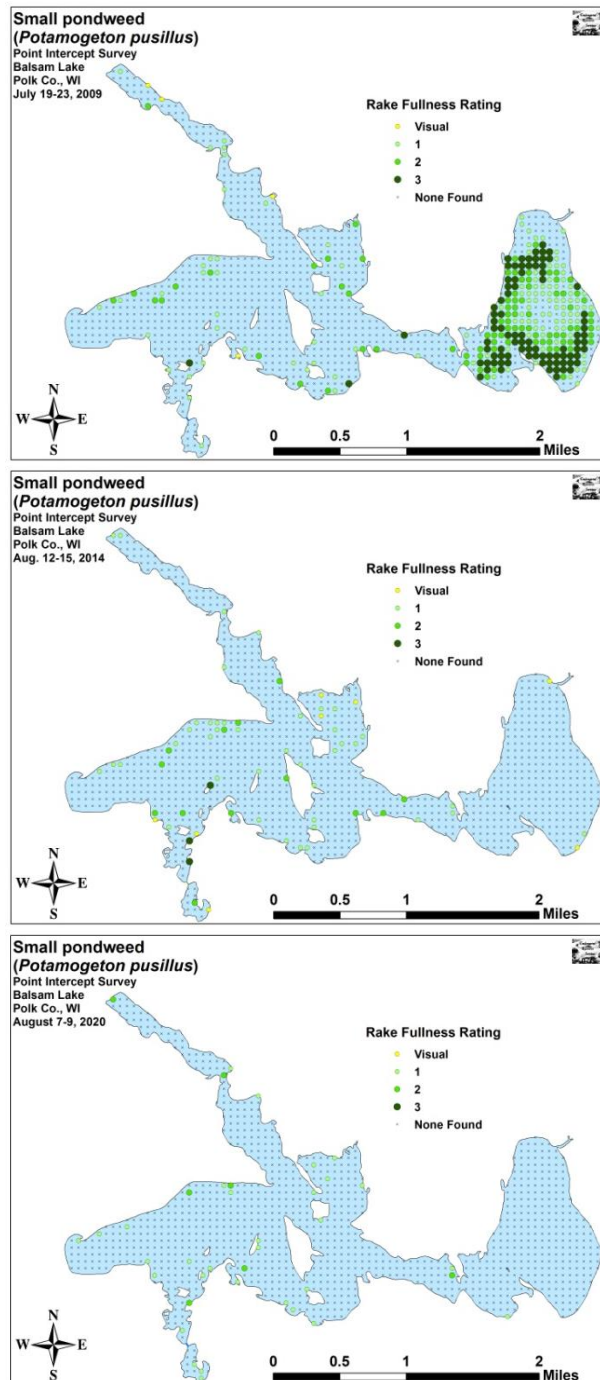 Small pondweed
(Potamogeton pusillus)
Point Intercept Survey
Balsam Lake
Polk Co., WI
July 19-23, 2009
Rake Fullness Rating
Visual
1
2
3
None Found
N
W E
S
0 0.5 1 2
Miles
Small pondweed
(Potamogeton pusillus)
Point Intercept Survey
Balsam Lake
Polk Co., WI
Aug. 12-15, 2014
Rake Fullness Rating
Visual
1
2
3
None Found
N
W E
S
0 0.5 1 2
Miles
Small pondweed
(Potamogeton pusillus)
Point Intercept Survey
Balsam Lake
Polk Co., WI
August 7-9, 2020
Rake Fullness Rating
Visual
1
2
3
None Found
N
W E
S
0 0.5 1 2
Miles